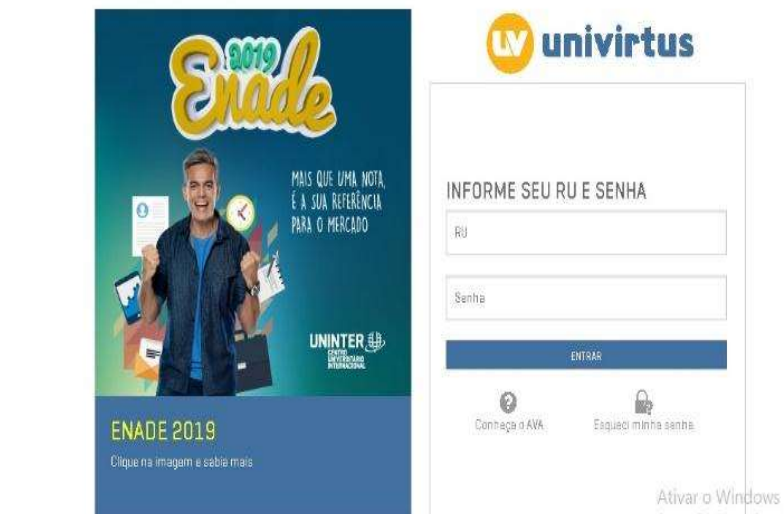 2019
Enade
MAIS QUE UMA NOTA,
É A SUA REFERÊNCIA
PARA O MERCADO
UNINTER
CENTRO
UNIVERSITÁRIO
INTERNACIONAL
ENADE 2019
Clique na imagem e sabia mais
UV univirtus
INFORME SEU RU E SENHA
RU
Senha
ENTRAR
Conheça o AVA
Esqueci minha senha
Ativar o Windows